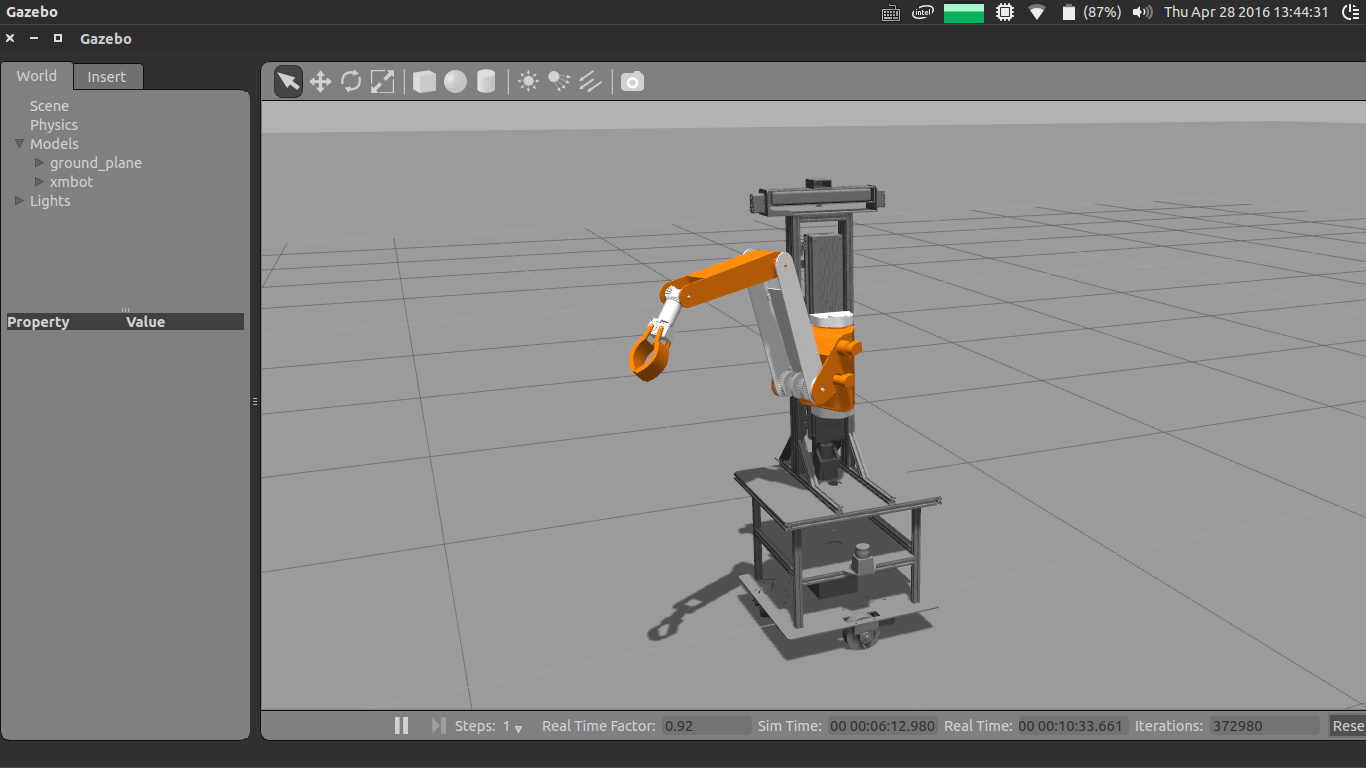 Gazebo
intel
(87%)
Thu Apr 28 2016 13:44:31
Gazebo
World
Insert
Scene
Physics
Models
ground_plane
xmbot
Lights
Property Value
Steps: 1 Real Time Factor: 0.92 Sim Time: 00 00:06:12.980 Real Time: 00 00:10:33.661 Iterations: 372980 Rese